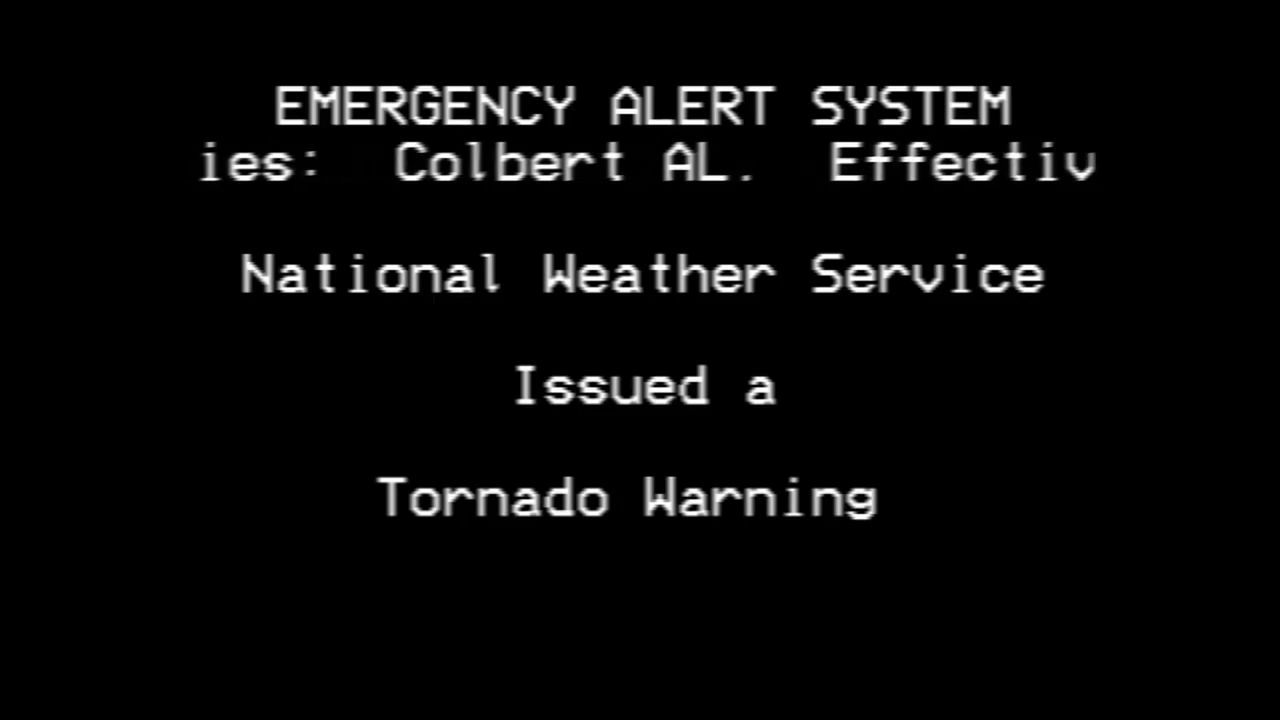 EMERGENCY ALERT SYSTEM
ies: Colbert AL. Effectiv
National Weather Service
Issued a
Tornado Warning